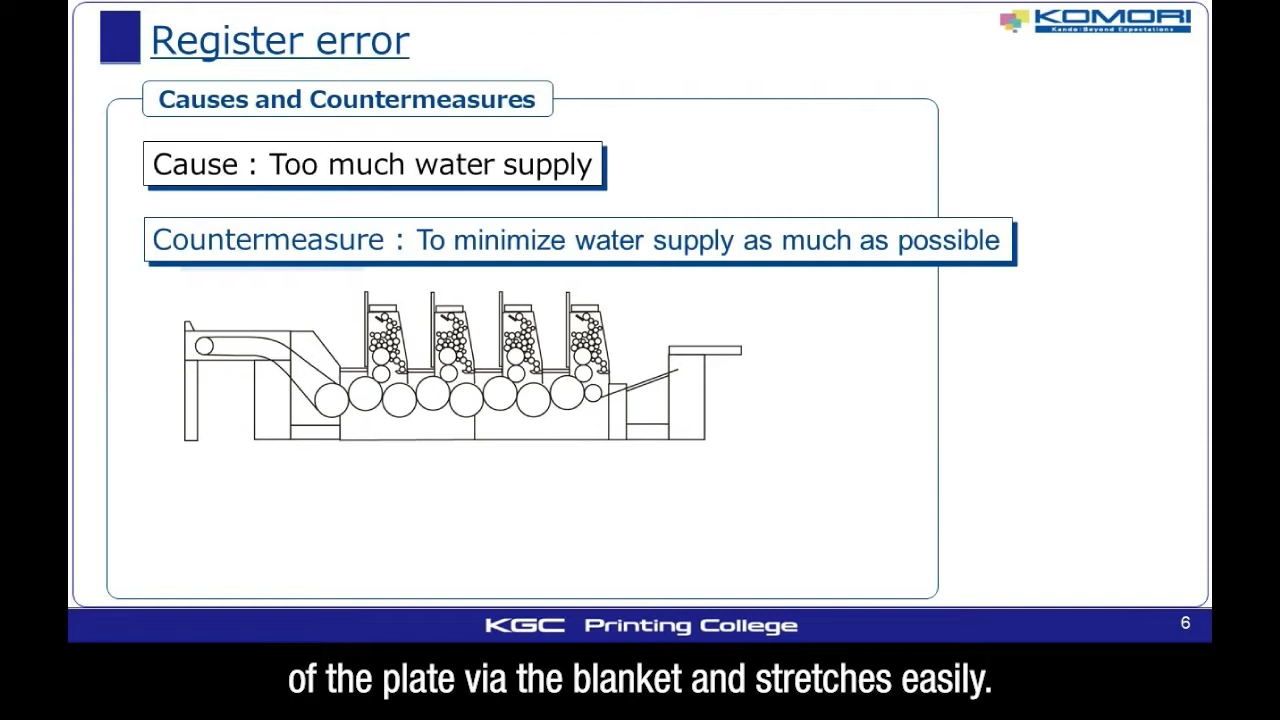 Register error
KOMORI
Kando: Beyond Expectations
Causes and Countermeasures
Cause : Too much water supply
Countermeasure : To minimize water supply as much as possible
KGC Printing College
6
of the plate via the blanket and stretches easily.